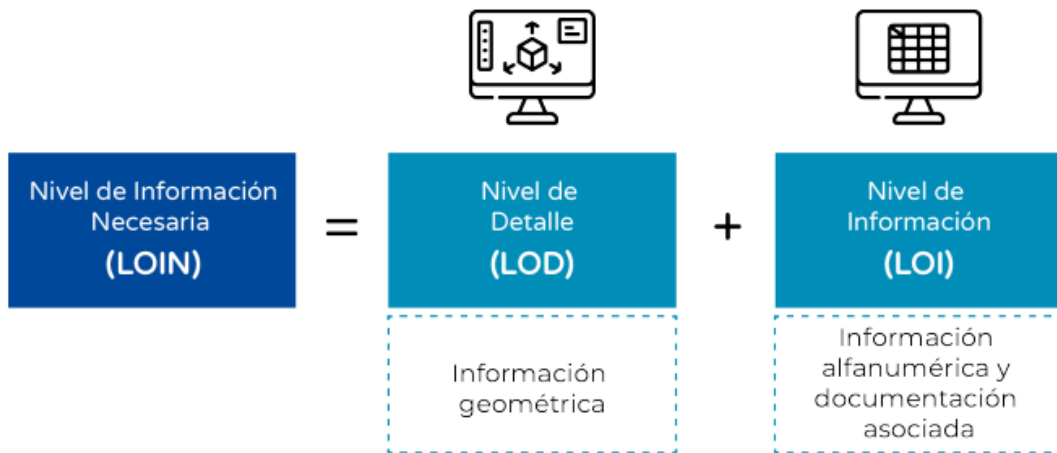 Nivel de Información
Necesaria
(LOIN)
=
Nivel de
Detalle
(LOD)
+
Nivel de
Información
(LOI)
Información
geométrica
Información
alfanumérica y
documentación
asociada